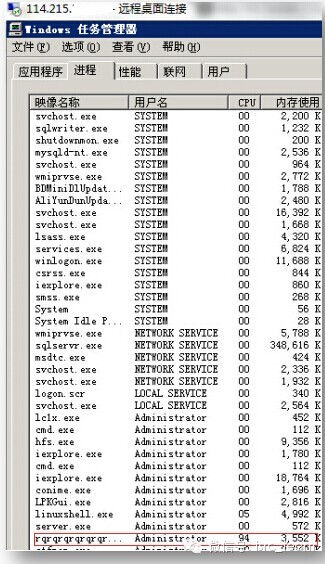 114.215. - 远程桌面连接
Windows 任务管理器
文件(F) 选项(O) 查看(V) 帮助(H)
应用程序 进程 性能 联网 用户
映像名称 用户名 CPU 内存使用
svchost.exe SYSTEM 00 2,200 K
sqlwriter.exe SYSTEM 00 1,232 K
shutdownmon.exe SYSTEM 00 200 K
mysqld-nt.exe SYSTEM 00 2,536 K
svchost.exe SYSTEM 00 964 K
wmiprvse.exe SYSTEM 00 2,772 K
BDMiniDlUpdat... SYSTEM 00 1,788 K
AliYunDunUpda... SYSTEM 00 2,480 K
svchost.exe SYSTEM 00 16,392 K
svchost.exe SYSTEM 00 1,668 K
lsass.exe SYSTEM 00 4,320 K
services.exe SYSTEM 00 6,824 K
winlogon.exe SYSTEM 00 11,688 K
csrss.exe SYSTEM 00 844 K
iexplore.exe SYSTEM 00 860 K
smss.exe SYSTEM 00 268 K
System SYSTEM 00 56 K
System Idle P... SYSTEM 00 28 K
wmiprvse.exe NETWORK SERVICE 00 5,788 K
sqlservr.exe NETWORK SERVICE 00 348,616 K
msdtc.exe NETWORK SERVICE 00 424 K
svchost.exe NETWORK SERVICE 00 2,336 K
svchost.exe NETWORK SERVICE 00 1,932 K
logon.scr LOCAL SERVICE 00 340 K
svchost.exe LOCAL SERVICE 00 2,564 K
lclx.exe Administrator 00 452 K
cmd.exe Administrator 00 112 K
hfs.exe Administrator 00 9,356 K
iexplore.exe Administrator 00 1,780 K
cmd.exe Administrator 00 112 K
iexplore.exe Administrator 00 18,764 K
conime.exe Administrator 00 1,696 K
LPKGui.exe Administrator 00 2,816 K
linuxshell.exe Administrator 05 4,992 K
server.exe Administrator 00 572 K
rqrqrqrqrqrqr... Administrator 94 3,552 K